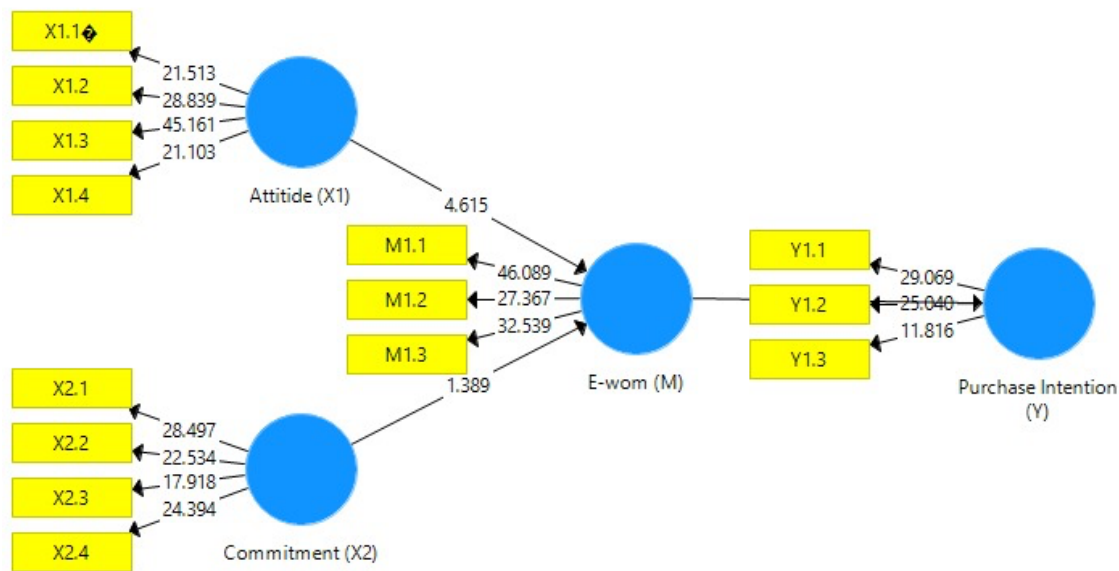 X1.1�
X1.2
X1.3
X1.4
21.513
28.839
45.161
21.103
Attitide (X1)
4.615
M1.1
M1.2
M1.3
46.089
27.367
32.539
E-wom (M)
Y1.1
Y1.2
Y1.3
29.069
25.040
11.816
Purchase Intention
(Y)
1.389
X2.1
X2.2
X2.3
X2.4
28.497
22.534
17.918
24.394
Commitment (X2)